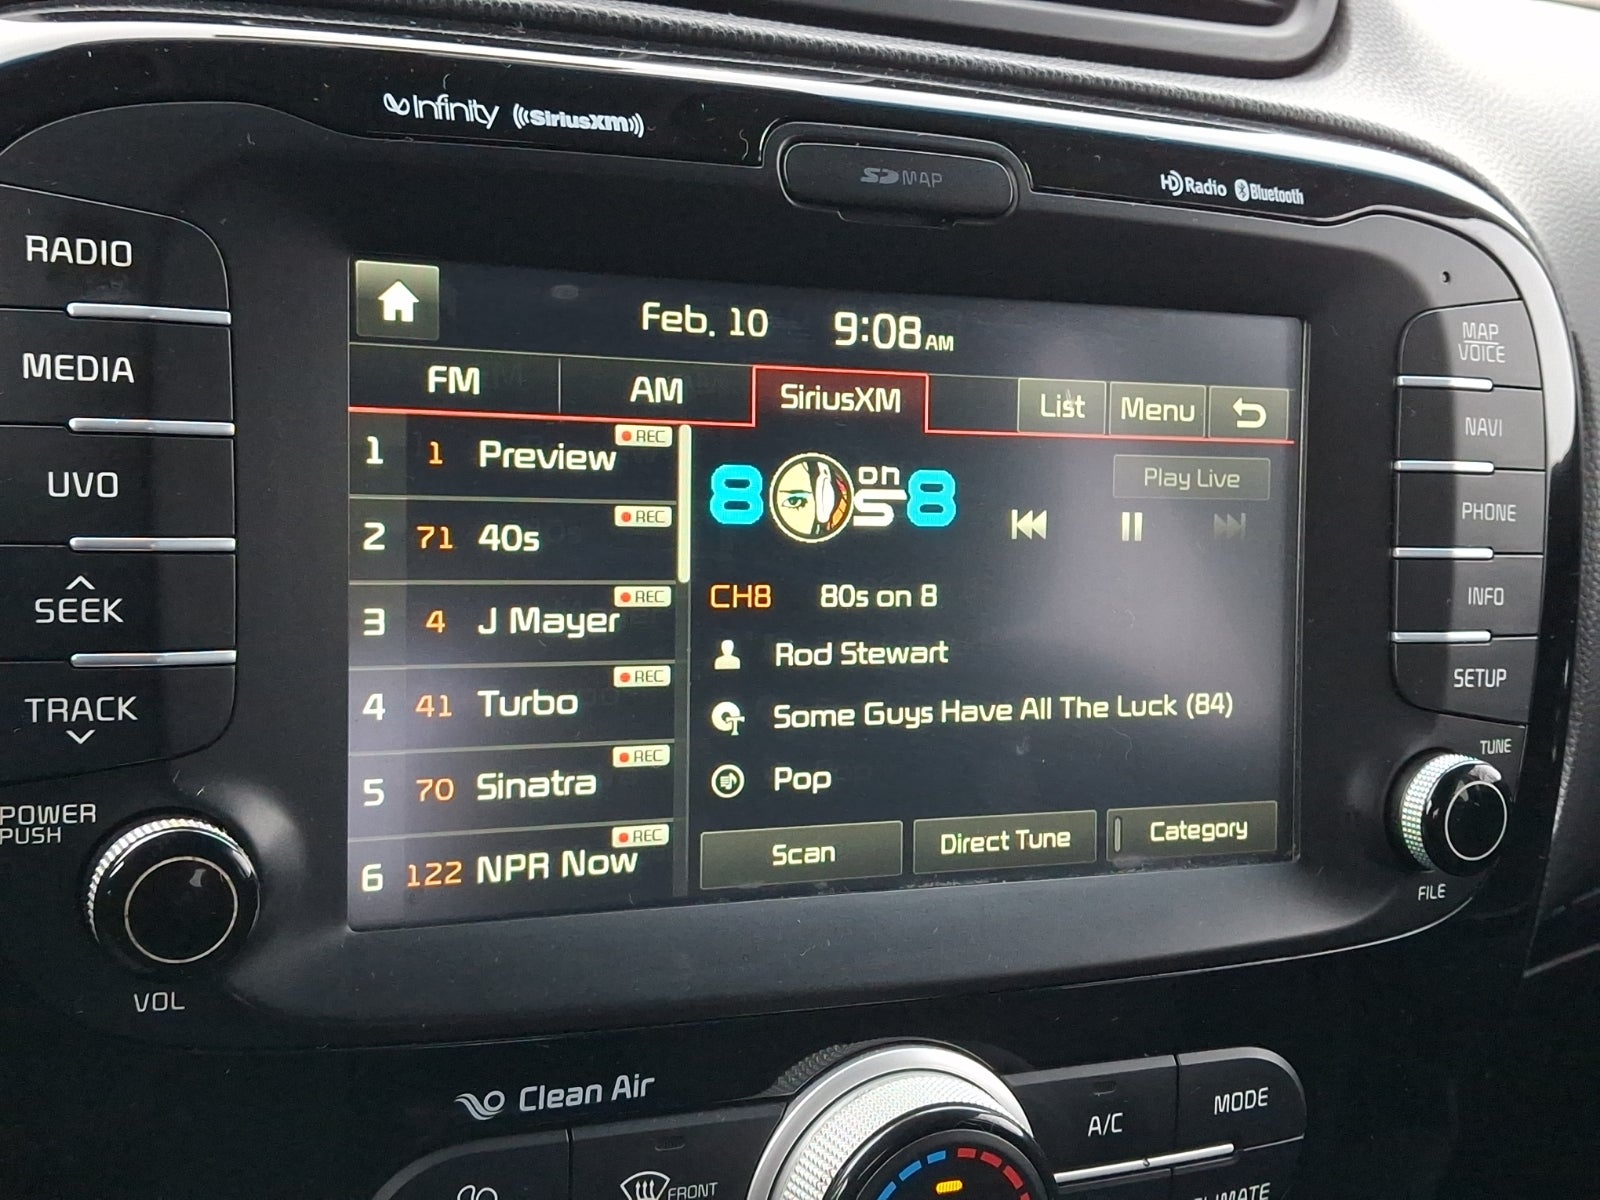 Infinity SiriusXM
SD MAP
HD Radio Bluetooth
RADIO
MEDIA
UVO
SEEK
TRACK
POWER
PUSH
VOL
Feb. 10 9:08 AM
FM AM SiriusXM List Menu
1 1 Preview REC
2 71 40s REC
3 4 J Mayer REC
4 41 Turbo REC
5 70 Sinatra REC
6 122 NPR Now REC
80s on 8
Play Live
CH8 80s on 8
Rod Stewart
Some Guys Have All The Luck (84)
Pop
Scan Direct Tune Category
MAP
VOICE
NAVI
PHONE
INFO
SETUP
TUNE
FILE
Clean Air
FRONT
A/C
MODE
CLIMATE